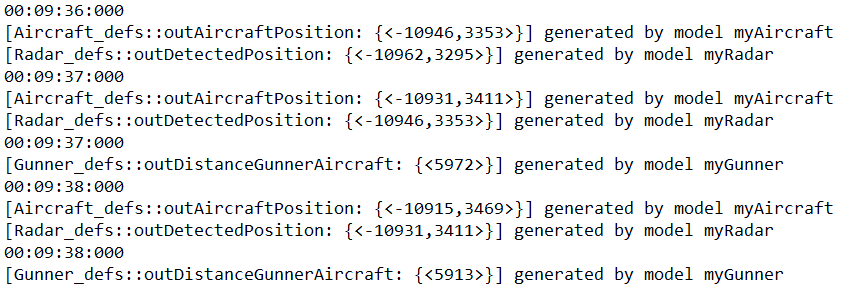 00:09:36:000
[Aircraft_defs::outAircraftPosition: {<-10946,3353>}] generated by model myAircraft
[Radar_defs::outDetectedPosition: {<-10962,3295>}] generated by model myRadar
00:09:37:000
[Aircraft_defs::outAircraftPosition: {<-10931,3411>}] generated by model myAircraft
[Radar_defs::outDetectedPosition: {<-10946,3353>}] generated by model myRadar
00:09:37:000
[Gunner_defs::outDistanceGunnerAircraft: {<5972>}] generated by model myGunner
00:09:38:000
[Aircraft_defs::outAircraftPosition: {<-10915,3469>}] generated by model myAircraft
[Radar_defs::outDetectedPosition: {<-10931,3411>}] generated by model myRadar
00:09:38:000
[Gunner_defs::outDistanceGunnerAircraft: {<5913>}] generated by model myGunner